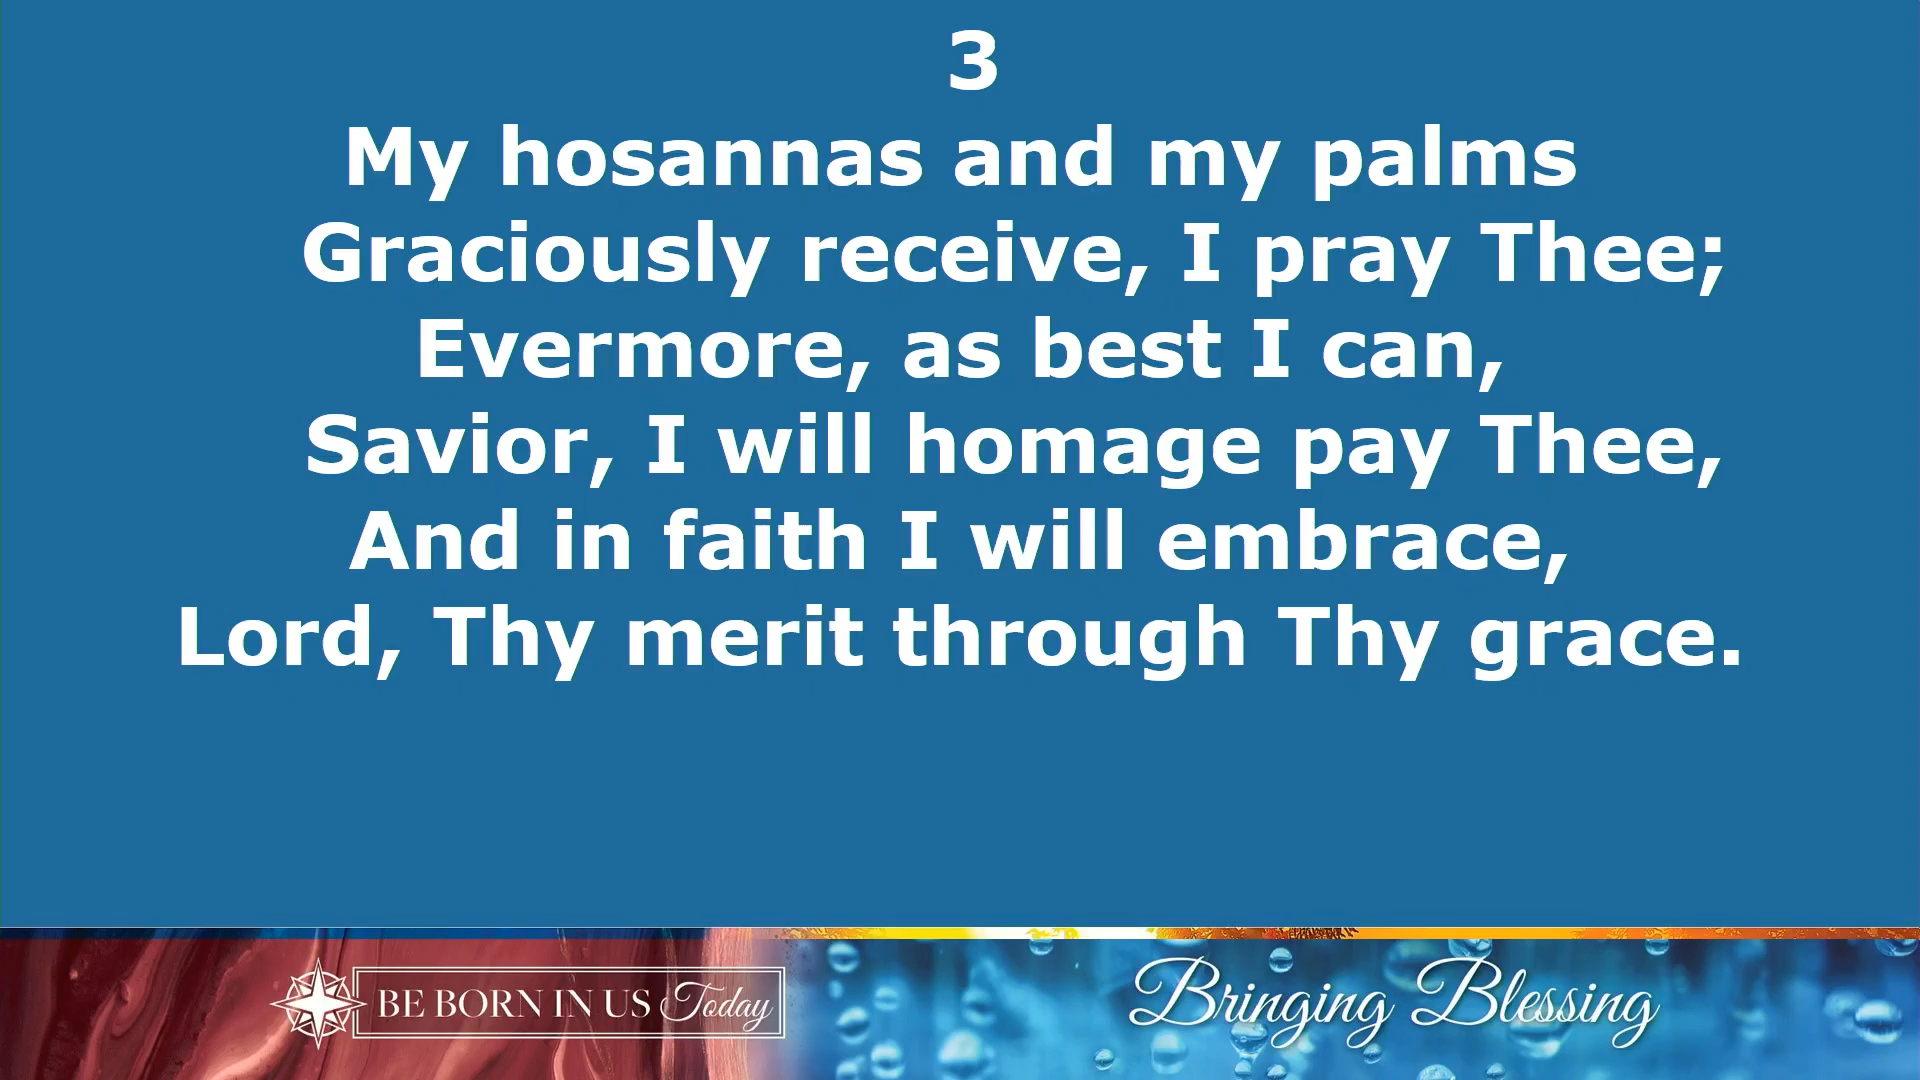 3
My hosannas and my palms
Graciously receive, I pray Thee;
Evermore, as best I can,
Savior, I will homage pay Thee,
And in faith I will embrace,
Lord, Thy merit through Thy grace.
BE BORN IN US Today
Bringing Blessing